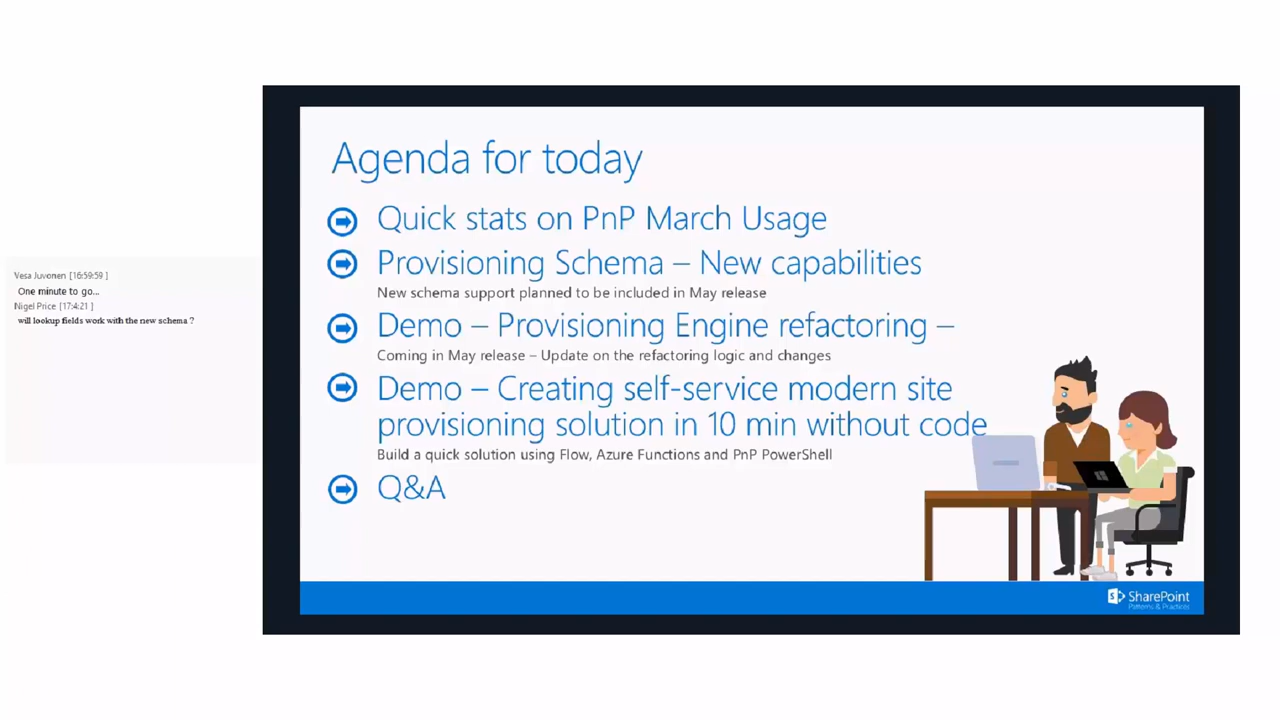 Vesa Juvonen [16:59:59 ]
One minute to go...
Nigel Price [17:4:21 ]
will lookup fields work with the new schema ?
Agenda for today
Quick stats on PnP March Usage
Provisioning Schema – New capabilities
New schema support planned to be included in May release
Demo – Provisioning Engine refactoring –
Coming in May release – Update on the refactoring logic and changes
Demo – Creating self-service modern site
provisioning solution in 10 min without code
Build a quick solution using Flow, Azure Functions and PnP PowerShell
Q&A
SharePoint
Patterns & Practices